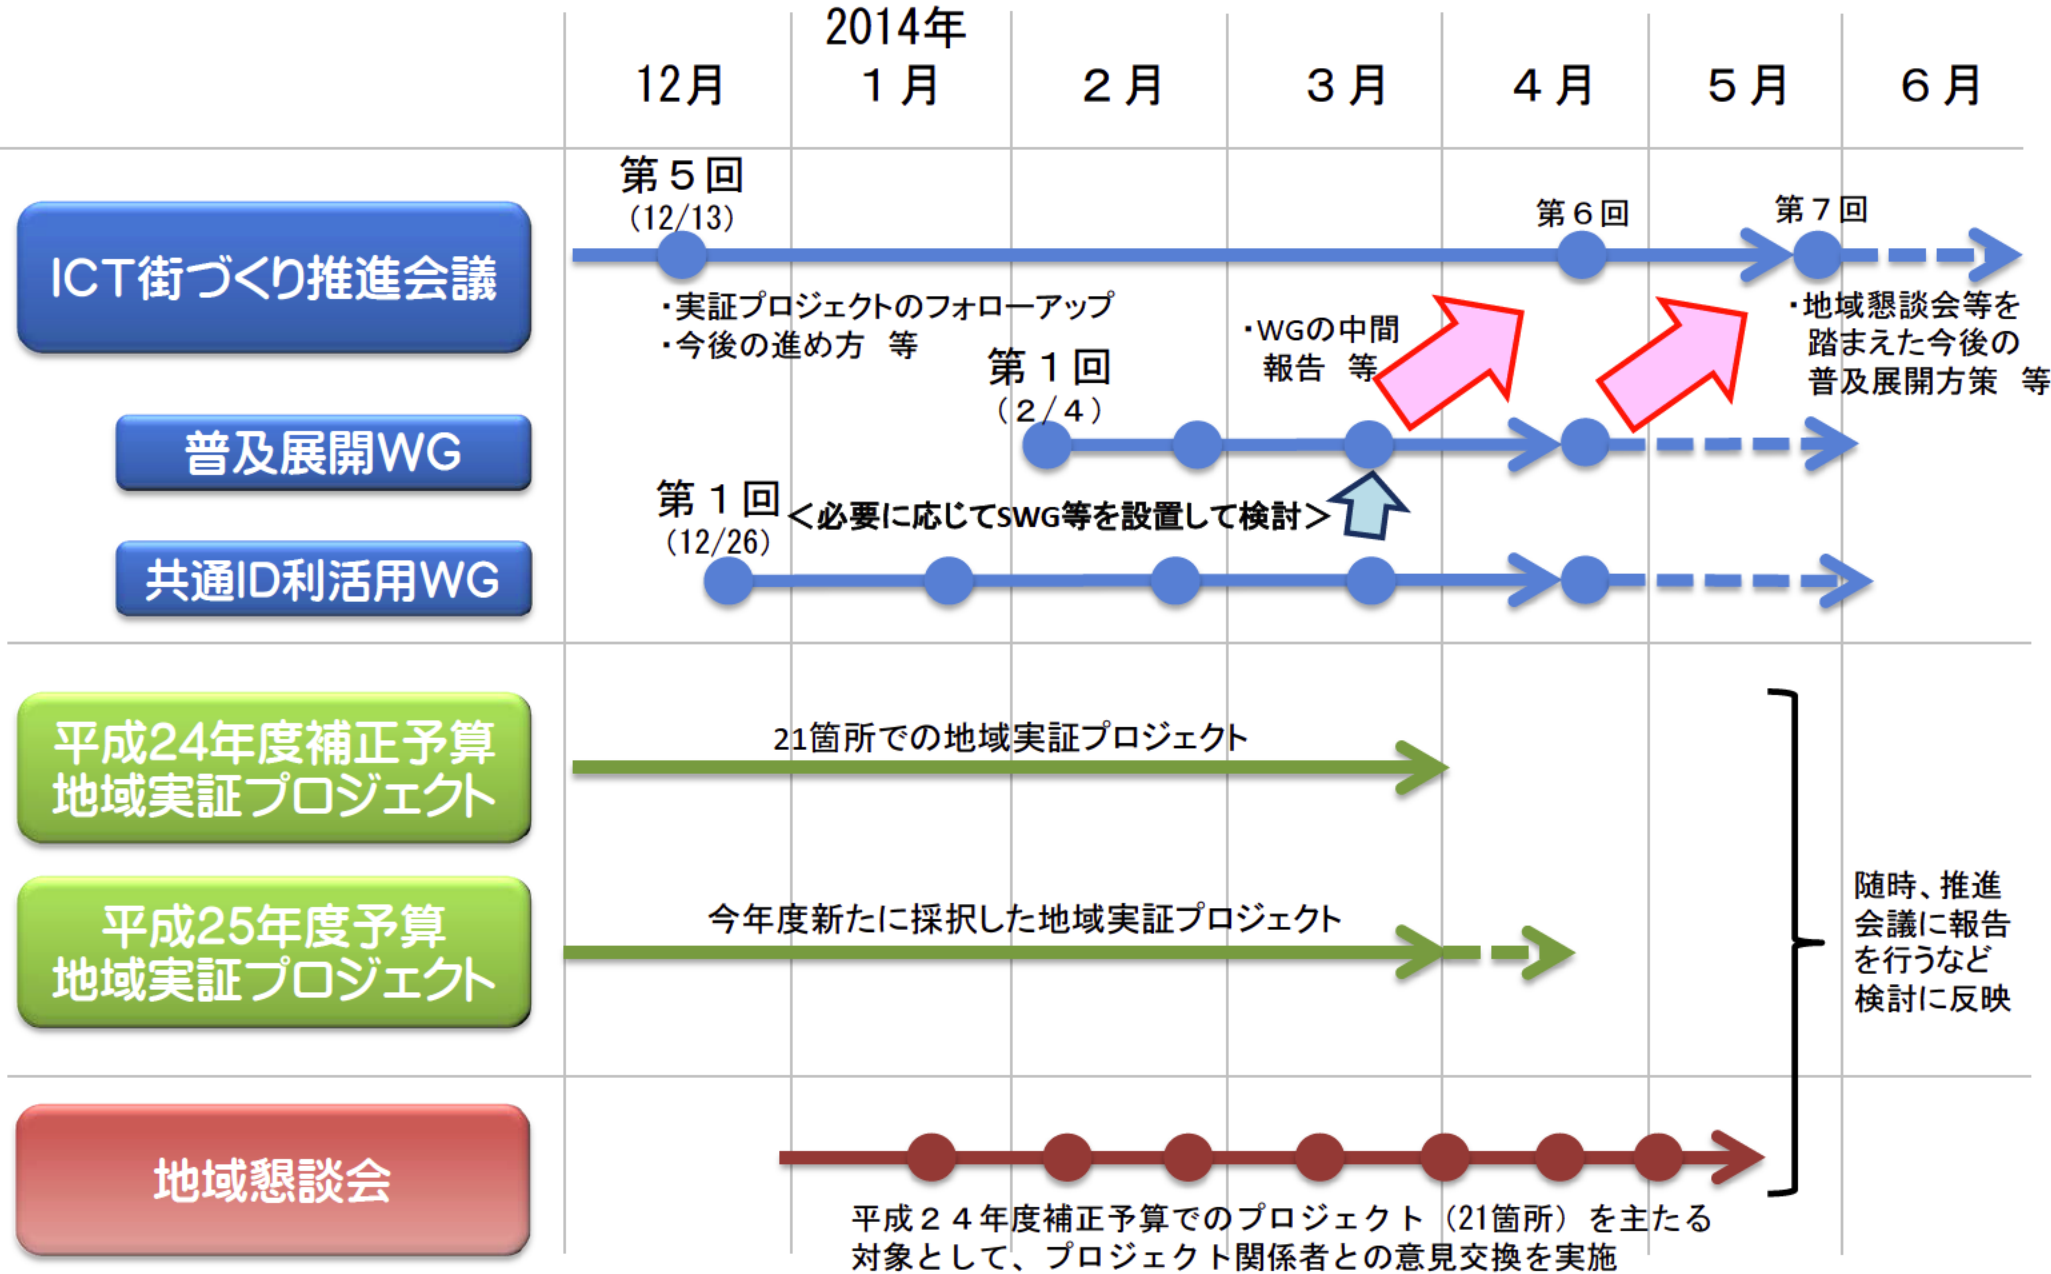 2014年
12月
１月
２月
３月
４月
５月
６月
ICT街づくり推進会議
第５回
（12/13）
第６回
第７回
・実証プロジェクトのフォローアップ
・今後の進め方　等
・WGの中間
報告　等
・地域懇談会等を
踏まえた今後の
普及展開方策　等
普及展開WG
第１回
（２/４）
＜必要に応じてSWG等を設置して検討＞
共通ID利活用WG
第１回
（12/26）
平成24年度補正予算
地域実証プロジェクト
21箇所での地域実証プロジェクト
平成25年度予算
地域実証プロジェクト
今年度新たに採択した地域実証プロジェクト
随時、推進
会議に報告
を行うなど
検討に反映
地域懇談会
平成２４年度補正予算でのプロジェクト（21箇所）を主たる
対象として、プロジェクト関係者との意見交換を実施